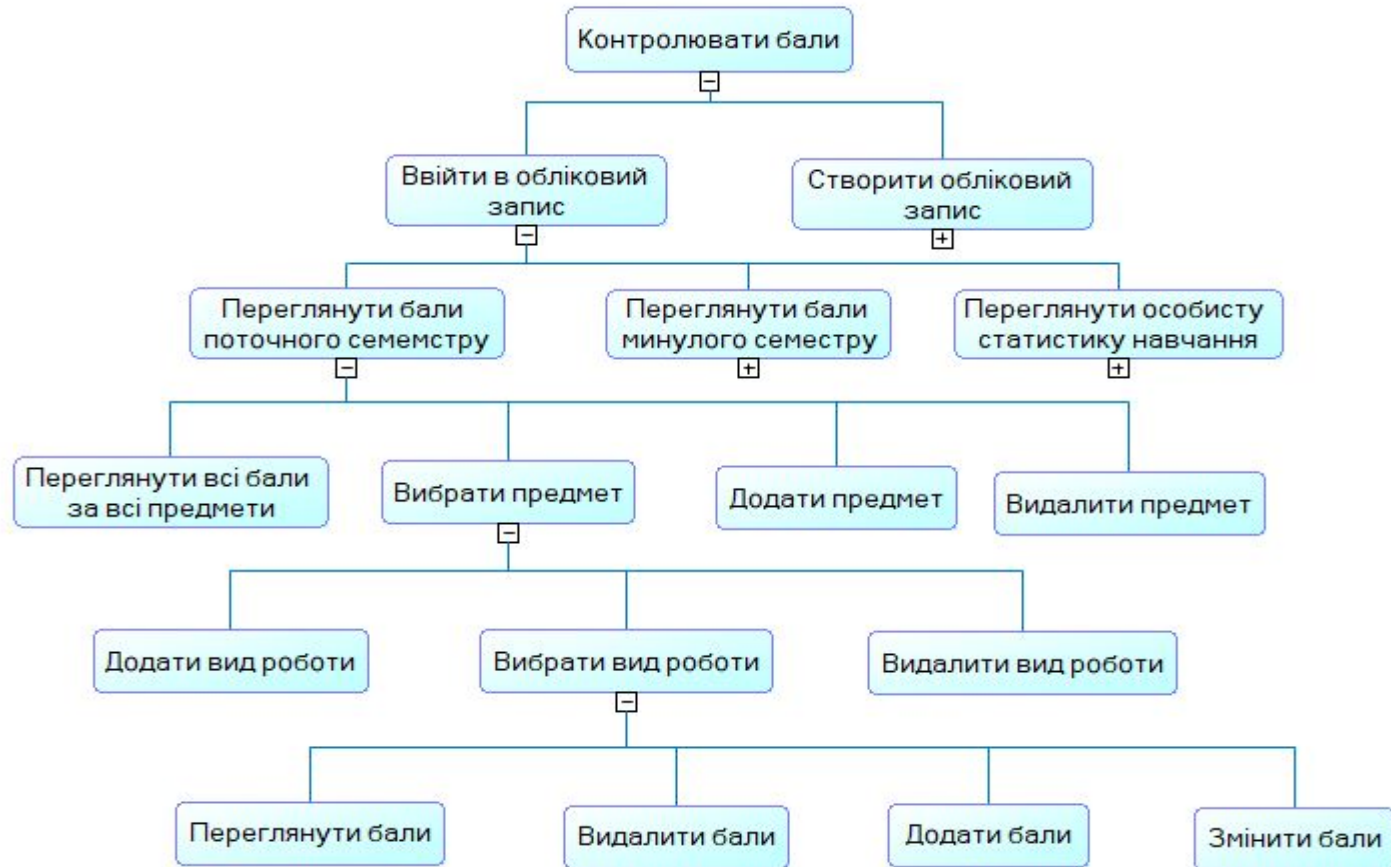 Контролювати бали
Ввійти в обліковий
запис
Створити обліковий
запис
Переглянути бали
поточного семемстру
Переглянути бали
минулого семестру
Переглянути особисту
статистику навчання
Переглянути всі бали
за всі предмети
Вибрати предмет
Додати предмет
Видалити предмет
Додати вид роботи
Вибрати вид роботи
Видалити вид роботи
Переглянути бали
Видалити бали
Додати бали
Змінити бали